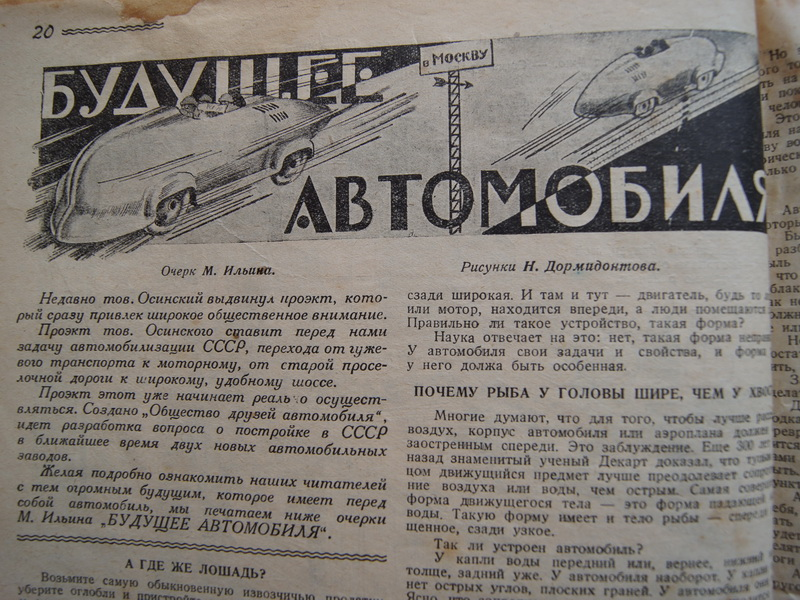 20
БУДУЩЕЕ
в МОСКВУ
АВТОМОБИЛЯ
Очерк М. Ильина.
Рисунки Н. Дормидонтова.
Недавно тов. Осинский выдвинул проэкт, кото-
рый сразу привлек широкое общественное внимание.
Проэкт тов. Осинского ставит перед нами
задачу автомобилизации СССР, перехода от гуже-
вого транспорта к моторному, от старой просе-
лочной дороги к широкому, удобному шоссе.
Проэкт этот уже начинает реально осущест-
вляться. Создано „Общество друзей автомобиля“,
идет разработка вопроса о постройке в СССР
в ближайшее время двух новых автомобильных
заводов.
Желая подробно ознакомить наших читателей
с тем огромным будущим, которое имеет перед
собой автомобиль, мы печатаем ниже очерки
М. Ильина „БУДУЩЕЕ АВТОМОБИЛЯ“.
А ГДЕ ЖЕ ЛОШАДЬ?
Возьмите самую обыкновенную извозчичью
уберите оглобли и
сзади широкая. И там и тут — двигатель, будь то
или мотор, находится впереди, а люди помещаются
Правильно ли такое устройство, такая форма?
Наука отвечает на это: нет, такая форма
У автомобиля свои задачи и свойства, и форма
у него должна быть особенная.
ПОЧЕМУ РЫБА У ГОЛОВЫ ШИРЕ, ЧЕМ У
Многие думают, что для того, чтобы лучше
воздух, корпус автомобиля или аэроплана должен
заостренным спереди. Это заблуждение. Еще 300 лет
назад знаменитый ученый Декарт доказал, что
цом движущийся предмет лучше преодолевает
ние воздуха или воды, чем острым. Самая
форма движущегося тела — это форма падающей
воды. Такую форму имеет и тело рыбы — спереди
щенное, сзади узкое.
Так ли устроен автомобиль?
У капли воды передний или, вернее, нижний
толще, задний уже. У автомобиля наоборот. У капли
нет острых углов, плоских граней. У автомобиля